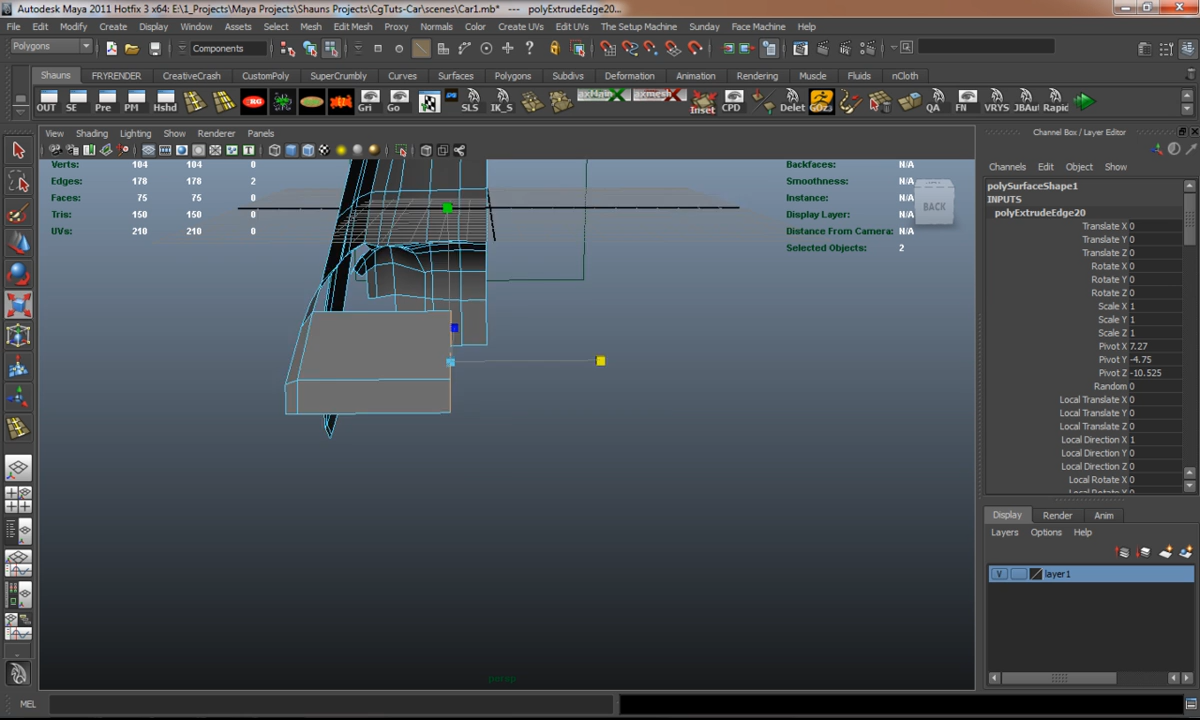 Autodesk Maya 2011 Hotfix 3 x64: E:\1_Projects\Maya Projects\Shauns Projects\CgTuts-Car\scenes\Car1.mb* --- polyExtrudeEdge20...
File Edit Modify Create Display Window Assets Select Mesh Edit Mesh Proxy Normals Color Create UVs Edit UVs The Setup Machine Sunday Face Machine Help
Polygons Components
Shauns FRYRENDER CreativeCrash CustomPoly SuperCrumbly Curves Surfaces Polygons Subdivs Deformation Animation Rendering Muscle Fluids nCloth
OUT SE Pre PM Hshd Gri Go SLS IK_S Inset CPD Delet GOz3 QA FN VRYS JBAut Rapid
View Shading Lighting Show Renderer Panels
Channel Box / Layer Editor
Channels Edit Object Show
Verts: 104 104 0
Edges: 178 178 2
Faces: 75 75 0
Tris: 150 150 0
UVs: 210 210 0
Backfaces: N/A
Smoothness: N/A
Instance: N/A
Display Layer: N/A
Distance From Camera: N/A
Selected Objects: 2
BACK
persp
polySurfaceShape1
INPUTS
polyExtrudeEdge20
Translate X 0
Translate Y 0
Translate Z 0
Rotate X 0
Rotate Y 0
Rotate Z 0
Scale X 1
Scale Y 1
Scale Z 1
Pivot X 7.27
Pivot Y -4.75
Pivot Z -10.525
Random 0
Local Translate X 0
Local Translate Y 0
Local Translate Z 0
Local Direction X 1
Local Direction Y 0
Local Direction Z 0
Local Rotate X 0
Display Render Anim
Layers Options Help
V layer1
MEL